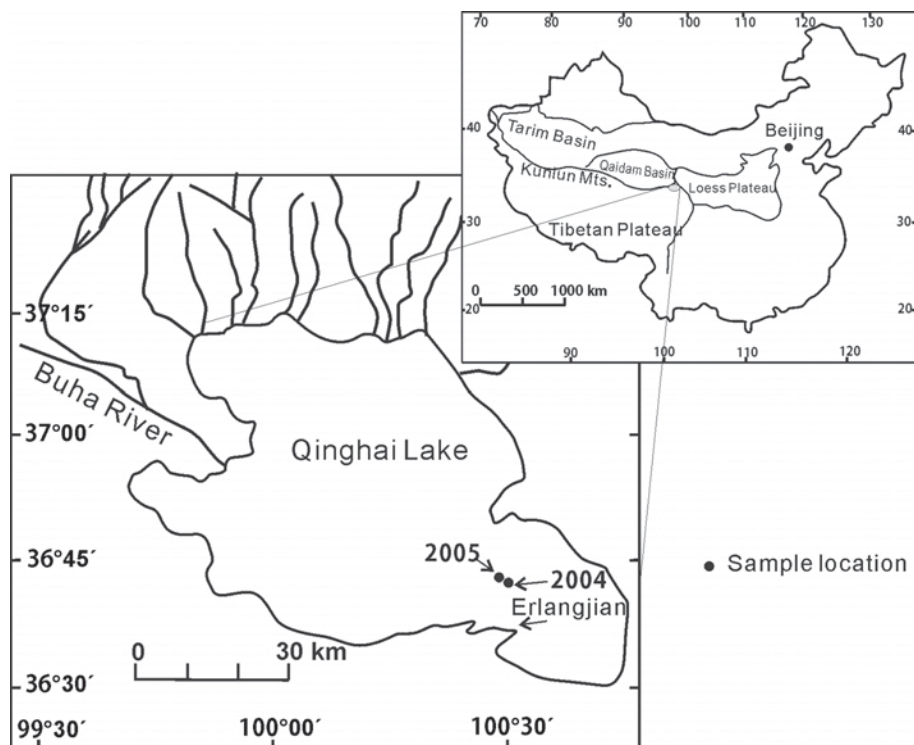 70 80 90 100 110 120 130
40 40
Tarim Basin
Beijing
Qaidam Basin
Kunlun Mts.
Loess Plateau
30 30
Tibetan Plateau
0 500 1000 km
20 20
90 100 110 120
37°15´
Buha River
37°00´
Qinghai Lake
36°45´
2005
2004
Sample location
Erlangjian
0 30 km
36°30´
99°30´ 100°00´ 100°30´